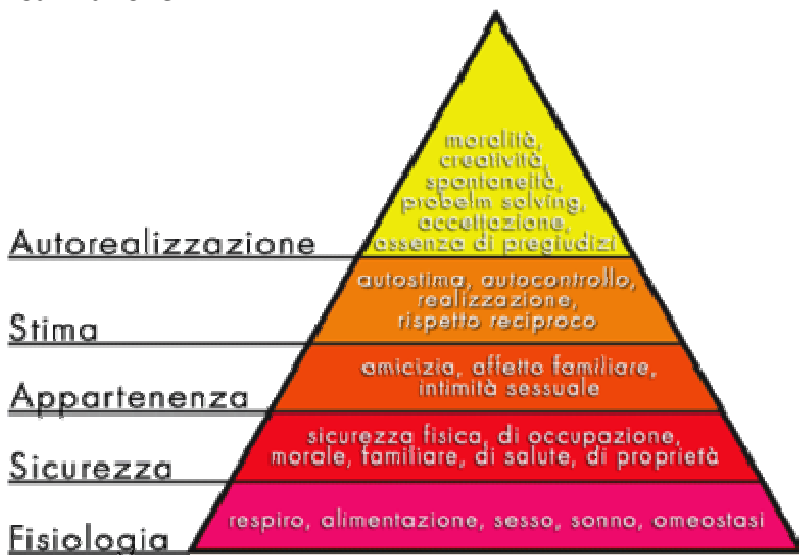 moralità,
creatività,
spontaneità,
probelm solving,
accettazione,
assenza di pregiudizi
Autorealizzazione
autostima, autocontrollo,
realizzazione,
rispetto reciproco
Stima
amicizia, affetto familiare,
intimità sessuale
Appartenenza
sicurezza fisica, di occupazione,
morale, familiare, di salute, di proprietà
Sicurezza
respiro, alimentazione, sesso, sonno, omeostasi
Fisiologia